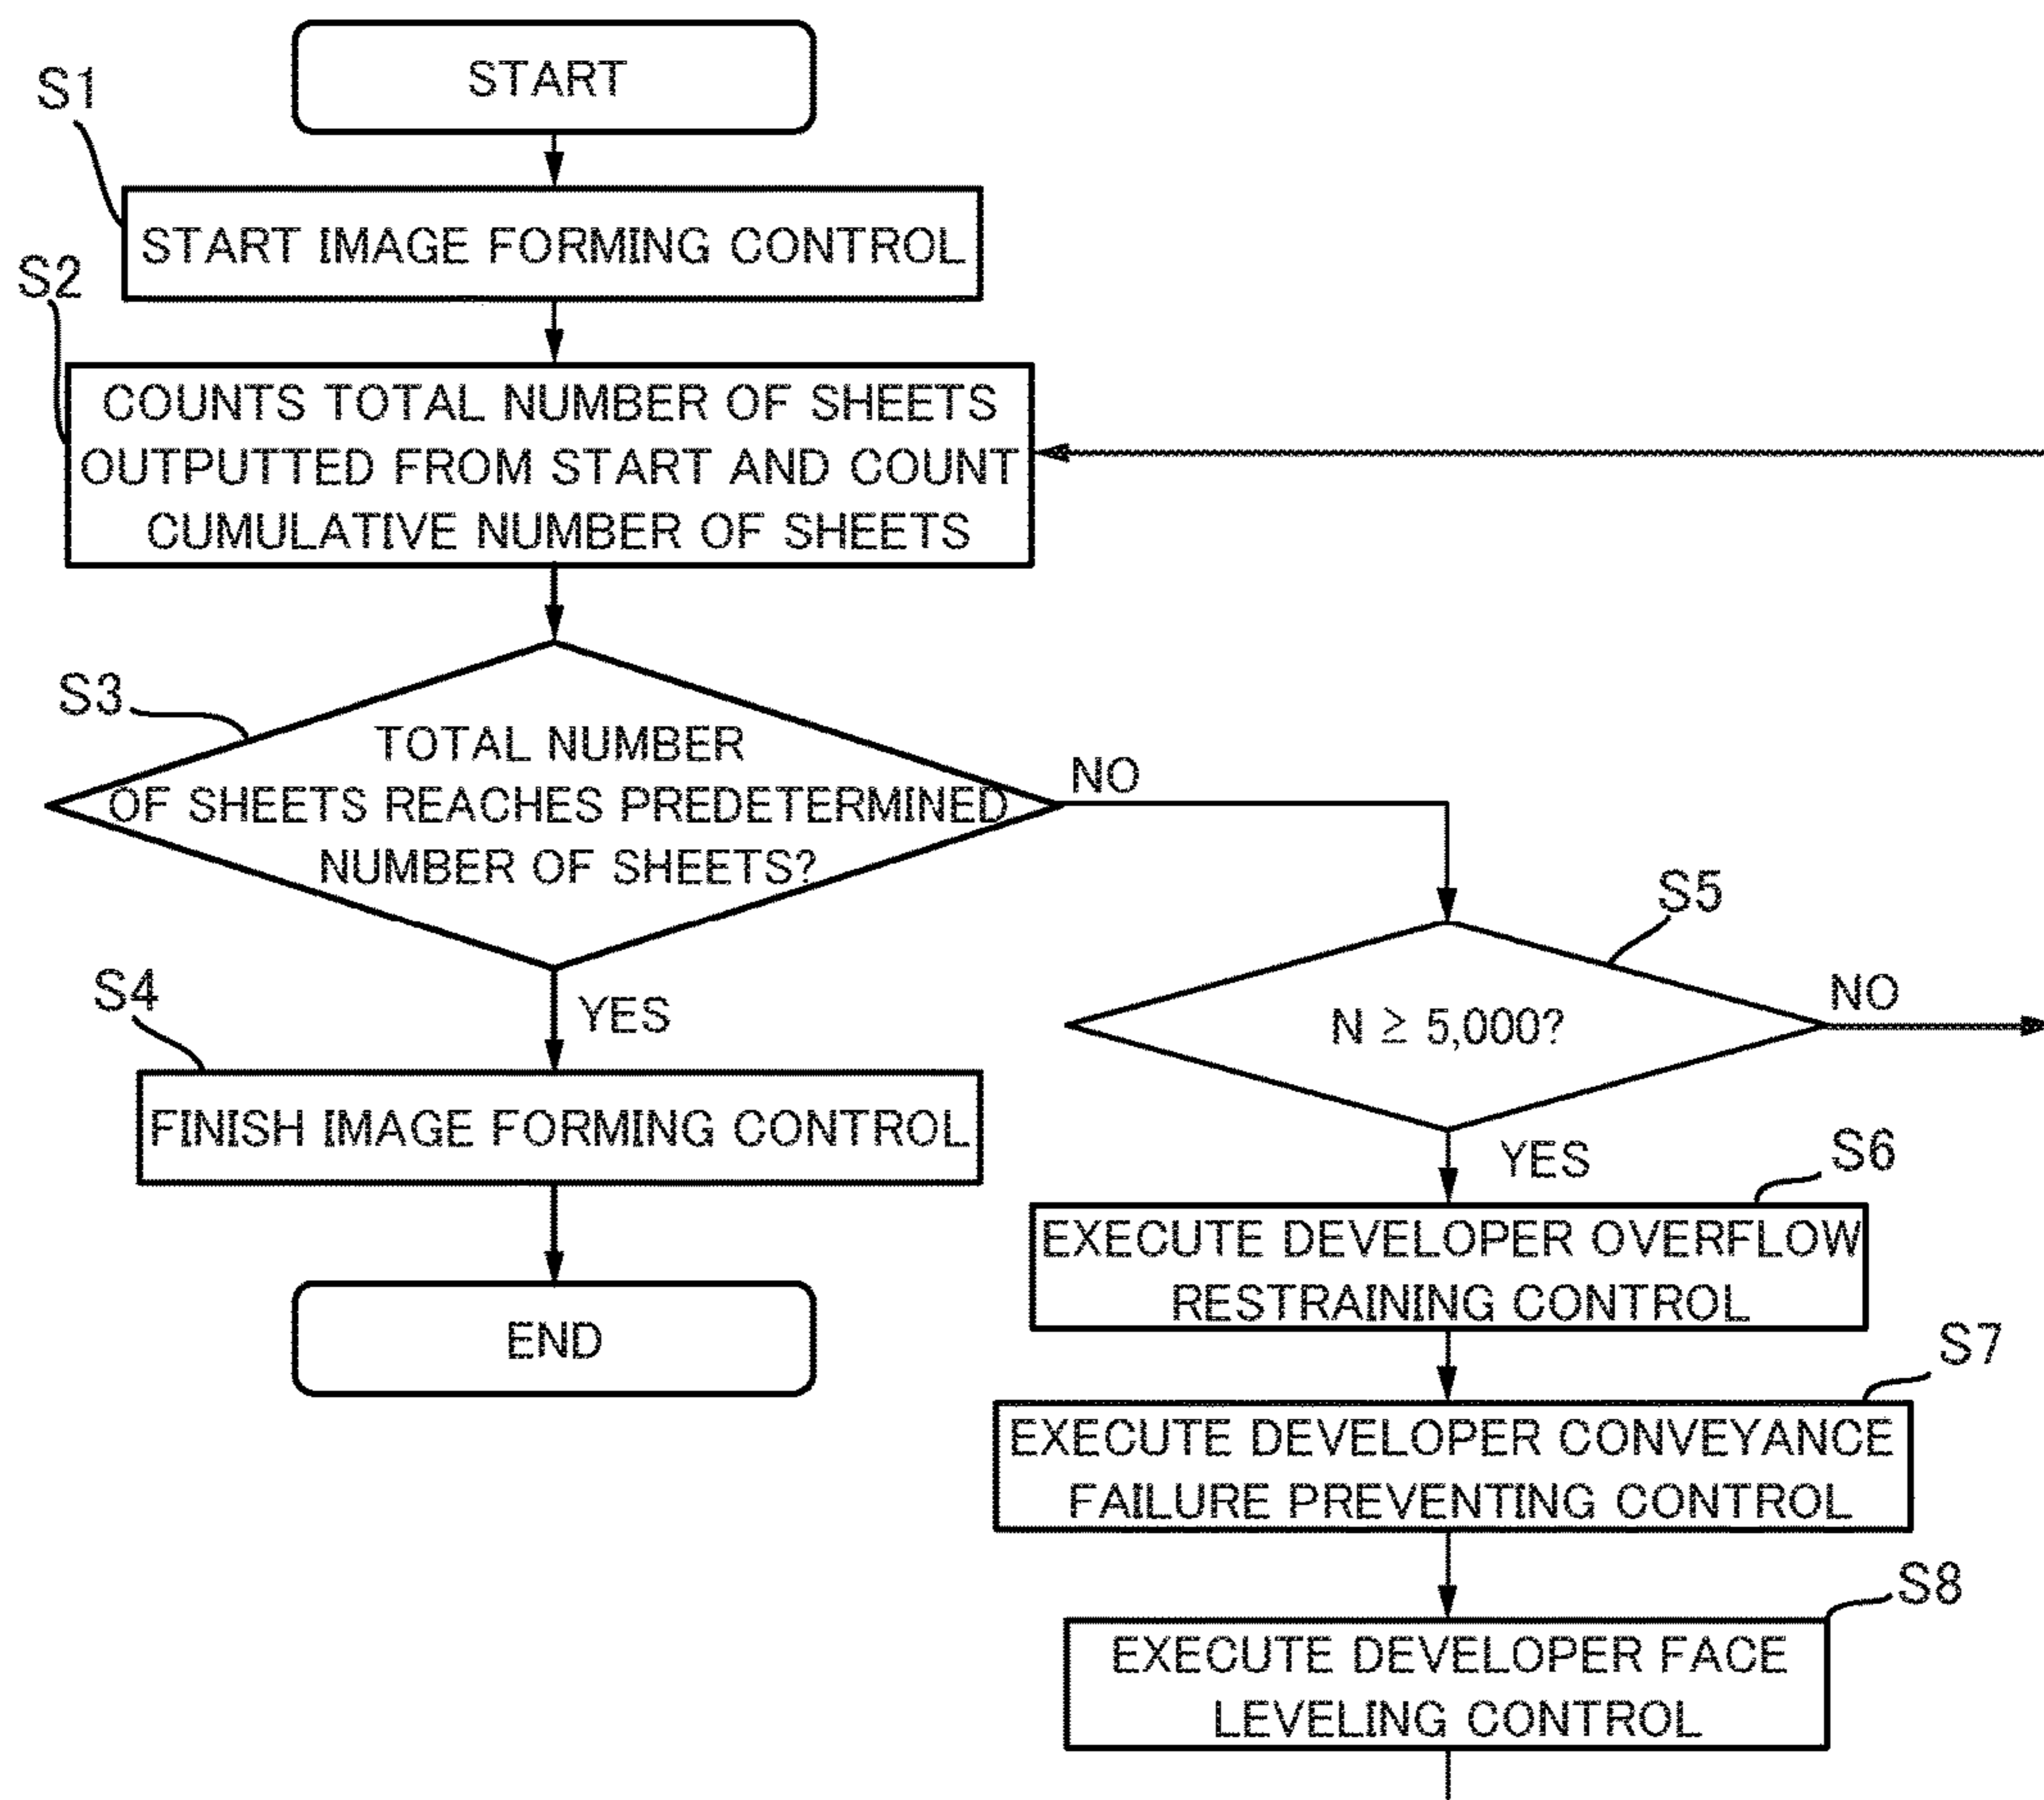 START
S1
START IMAGE FORMING CONTROL
S2
COUNTS TOTAL NUMBER OF SHEETS
OUTPUTTED FROM START AND COUNT
CUMULATIVE NUMBER OF SHEETS
S3
TOTAL NUMBER
OF SHEETS REACHES PREDETERMINED
NUMBER OF SHEETS?
NO
YES
S4
FINISH IMAGE FORMING CONTROL
END
S5
N ≥ 5,000?
NO
YES
S6
EXECUTE DEVELOPER OVERFLOW
RESTRAINING CONTROL
S7
EXECUTE DEVELOPER CONVEYANCE
FAILURE PREVENTING CONTROL
S8
EXECUTE DEVELOPER FACE
LEVELING CONTROL